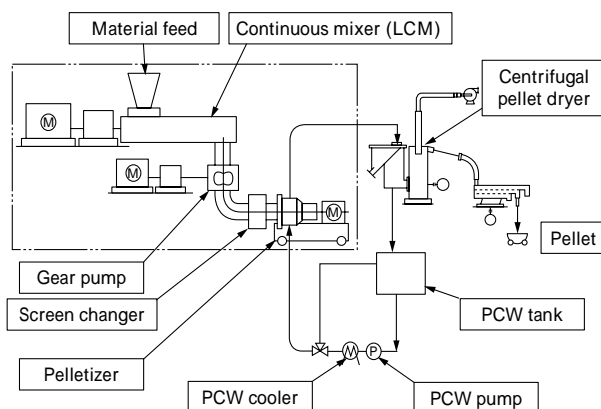 Material feed
Continuous mixer (LCM)
Centrifugal
pellet dryer
M
M
M
Gear pump
Pellet
Screen changer
PCW tank
Pelletizer
P
PCW cooler
PCW pump